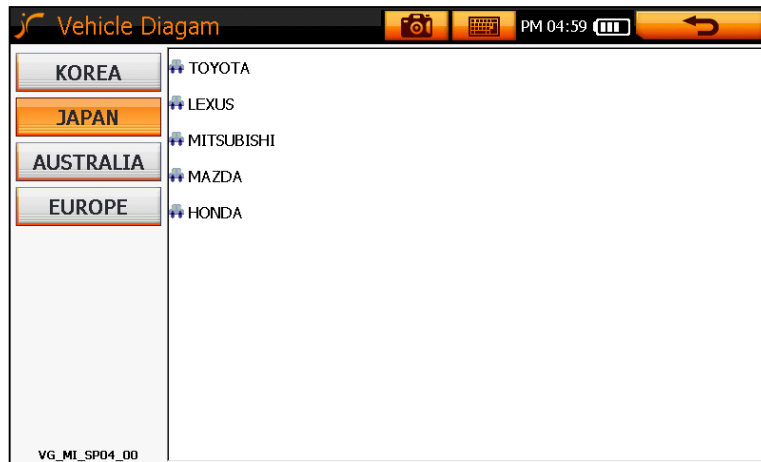 Vehicle Diagam
PM 04:59
KOREA
JAPAN
AUSTRALIA
EUROPE
TOYOTA
LEXUS
MITSUBISHI
MAZDA
HONDA
VG_MI_SP04_00